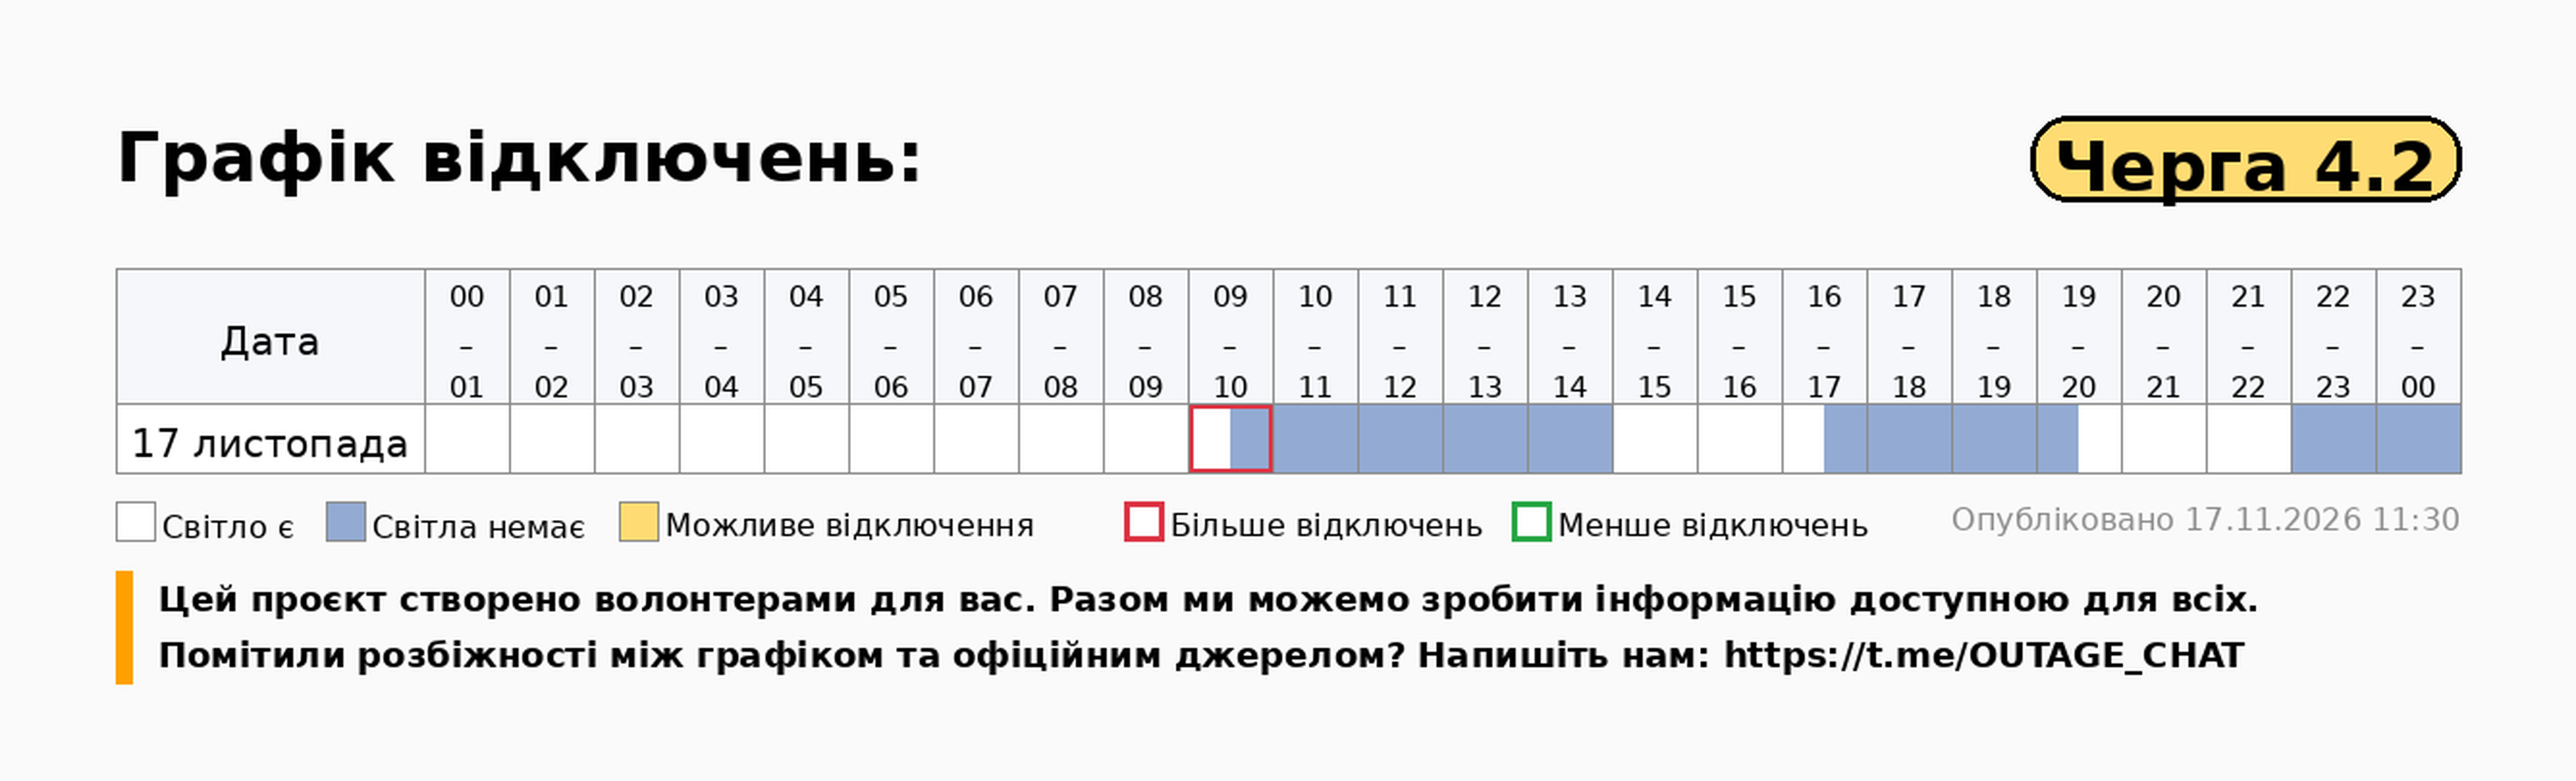 Графік відключень:
Черга 4.2
Дата 00 – 01 01 – 02 02 – 03 03 – 04 04 – 05 05 – 06 06 – 07 07 – 08 08 – 09 09 – 10 10 – 11 11 – 12 12 – 13 13 – 14 14 – 15 15 – 16 16 – 17 17 – 18 18 – 19 19 – 20 20 – 21 21 – 22 22 – 23 23 – 00
17 листопада
Світло є Світла немає Можливе відключення Більше відключень Менше відключень Опубліковано 17.11.2026 11:30
Цей проєкт створено волонтерами для вас. Разом ми можемо зробити інформацію доступною для всіх.
Помітили розбіжності між графіком та офіційним джерелом? Напишіть нам: https://t.me/OUTAGE_CHAT